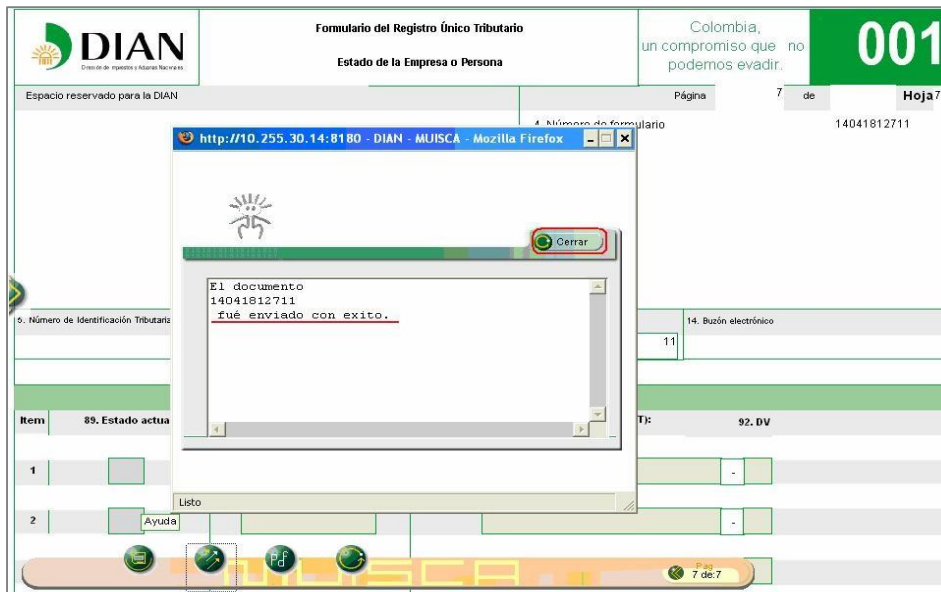 DIAN
Dirección de Impuestos y Aduanas Nacionales
Formulario del Registro Único Tributario
Estado de la Empresa o Persona
Colombia,
un compromiso que no
podemos evadir.
001
Espacio reservado para la DIAN
Página 7 de Hoja 7
4. Número de formulario 14041812711
http://10.255.30.14:8180 - DIAN - MUISCA - Mozilla Firefox
Cerrar
El documento
14041812711
fué enviado con exito.
5. Número de Identificación Tributaria
11
14. Buzón electrónico
Item 89. Estado actua T): 92. DV
1 -
Listo
2 -
Ayuda
Pdf
MUISCA
Pag
7 de:7